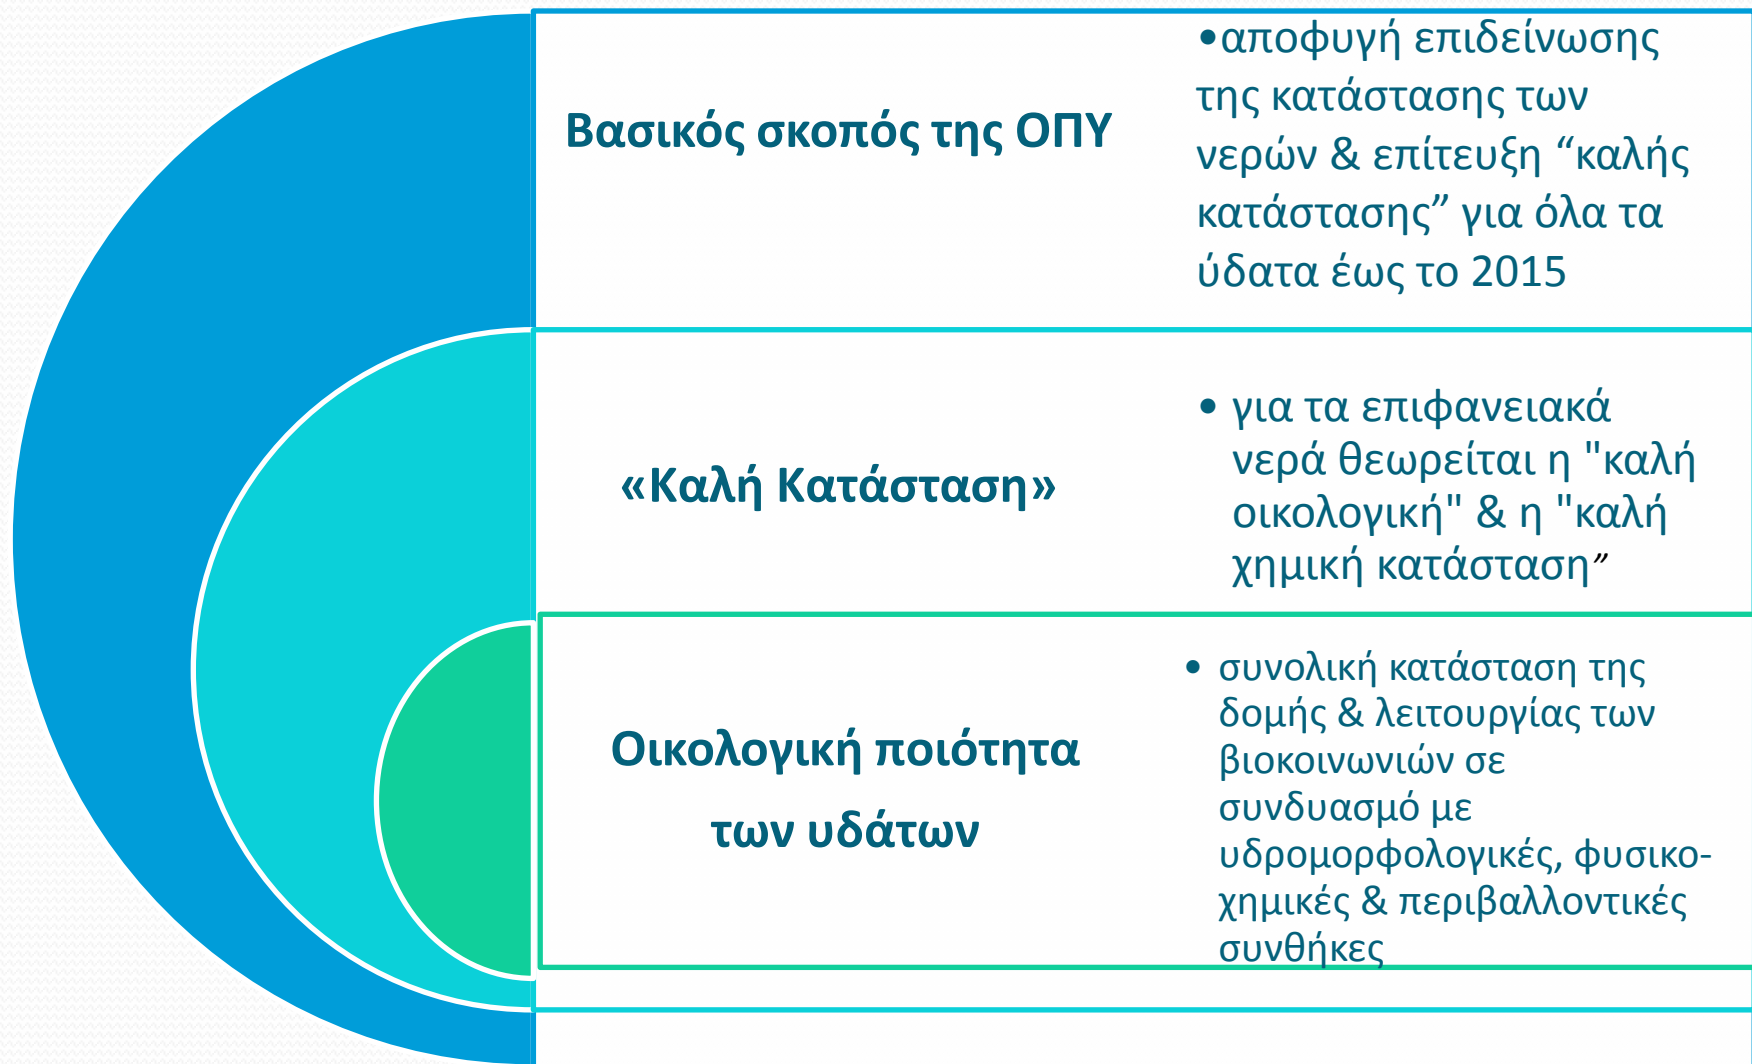 Βασικός σκοπός της ΟΠΥ
•αποφυγή επιδείνωσης
της κατάστασης των
νερών & επίτευξη “καλής
κατάστασης” για όλα τα
ύδατα έως το 2015
«Καλή Κατάσταση»
• για τα επιφανειακά
νερά θεωρείται η "καλή
οικολογική" & η "καλή
χημική κατάσταση”
Οικολογική ποιότητα
των υδάτων
• συνολική κατάσταση της
δομής & λειτουργίας των
βιοκοινωνιών σε
συνδυασμό με
υδρομορφολογικές, φυσικο-
χημικές & περιβαλλοντικές
συνθήκες